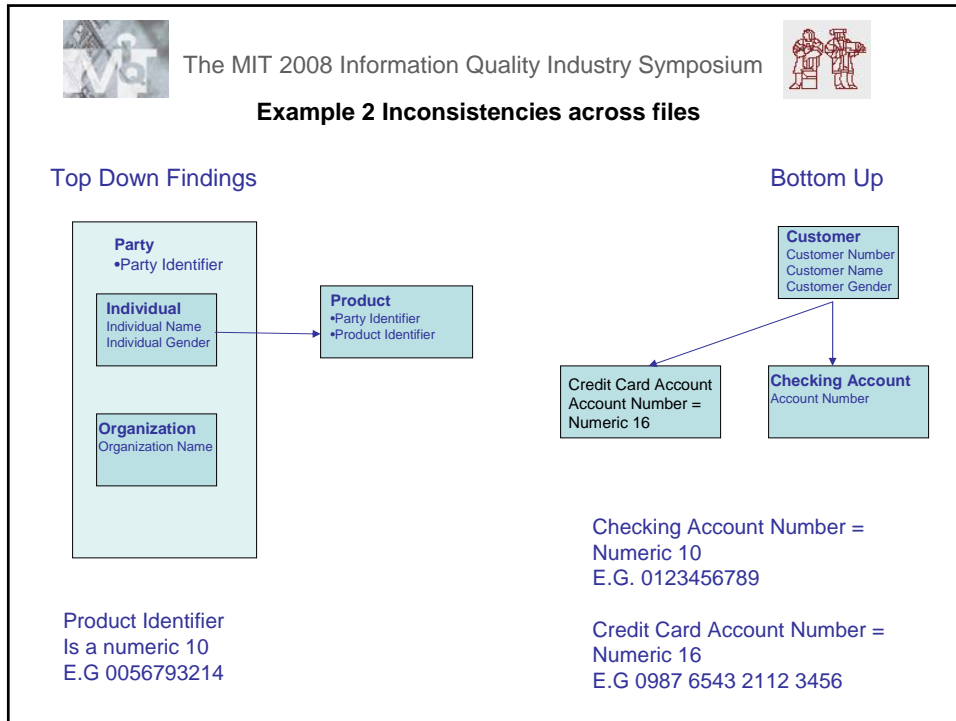 MIT
The MIT 2008 Information Quality Industry Symposium
Example 2 Inconsistencies across files
Top Down Findings
Party
•Party Identifier
Individual
Individual Name
Individual Gender
Organization
Organization Name
Product
•Party Identifier
•Product Identifier
Product Identifier
Is a numeric 10
E.G 0056793214
Bottom Up
Customer
Customer Number
Customer Name
Customer Gender
Credit Card Account
Account Number =
Numeric 16
Checking Account
Account Number
Checking Account Number =
Numeric 10
E.G. 0123456789
Credit Card Account Number =
Numeric 16
E.G 0987 6543 2112 3456